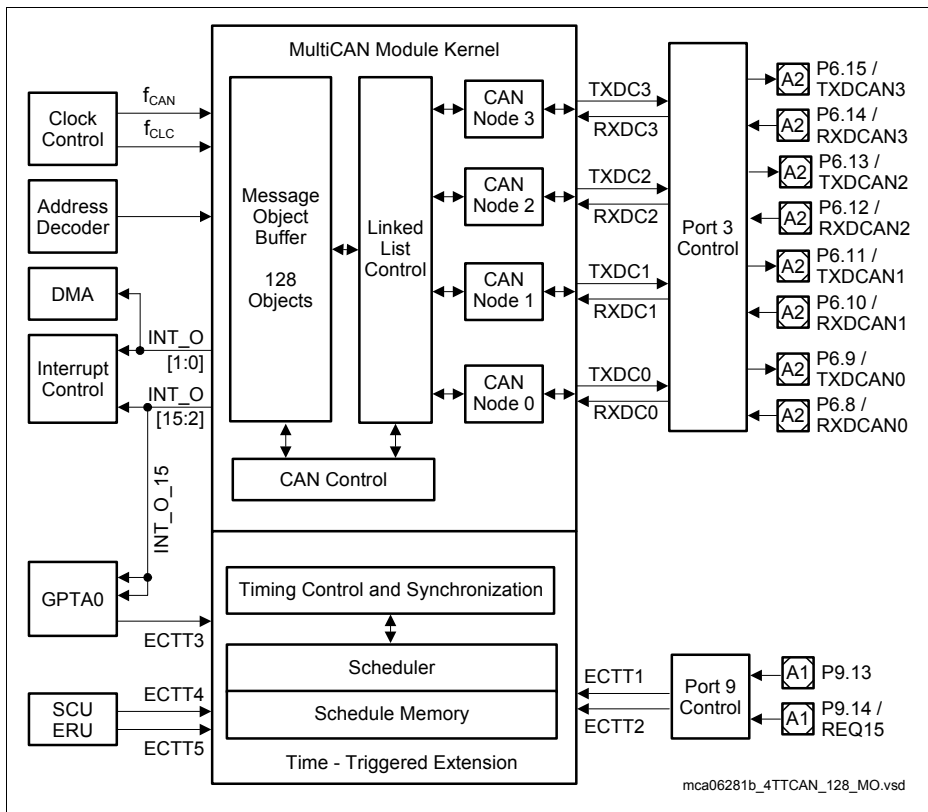 MultiCAN Module Kernel
Clock
Control
fCAN
fCLC
Address
Decoder
DMA
INT_O
[1:0]
Interrupt
Control
INT_O
[15:2]
INT_O_15
GPTA0
ECTT3
SCU
ERU
ECTT4
ECTT5
Message
Object
Buffer
128
Objects
Linked
List
Control
CAN Control
CAN
Node 3
CAN
Node 2
CAN
Node 1
CAN
Node 0
TXDC3
RXDC3
TXDC2
RXDC2
TXDC1
RXDC1
TXDC0
RXDC0
Port 3
Control
A2 P6.15 /
TXDCAN3
A2 P6.14 /
RXDCAN3
A2 P6.13 /
TXDCAN2
A2 P6.12 /
RXDCAN2
A2 P6.11 /
TXDCAN1
A2 P6.10 /
RXDCAN1
A2 P6.9 /
TXDCAN0
A2 P6.8 /
RXDCAN0
Timing Control and Synchronization
Scheduler
Schedule Memory
Time - Triggered Extension
ECTT1
ECTT2
Port 9
Control
A1 P9.13
A1 P9.14 /
REQ15
mca06281b_4TTCAN_128_MO.vsd